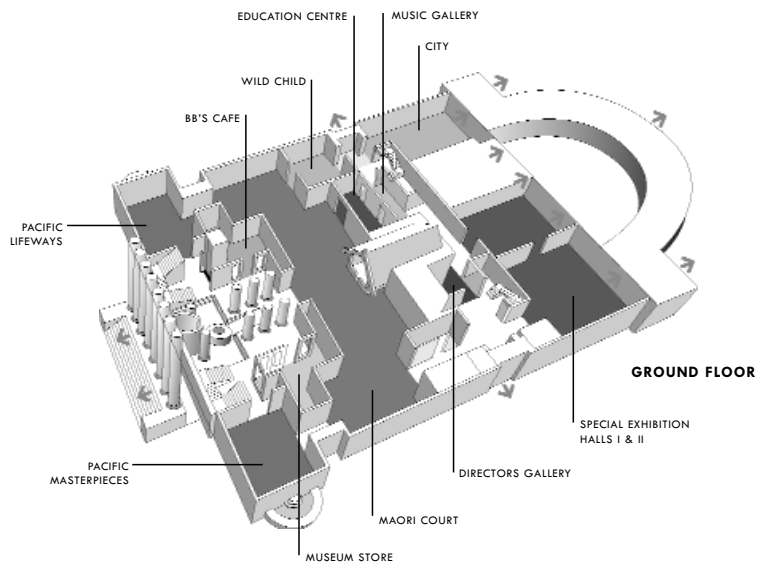 EDUCATION CENTRE
MUSIC GALLERY
CITY
WILD CHILD
BB'S CAFE
PACIFIC
LIFEWAYS
GROUND FLOOR
SPECIAL EXHIBITION
HALLS I & II
DIRECTORS GALLERY
PACIFIC
MASTERPIECES
MAORI COURT
MUSEUM STORE